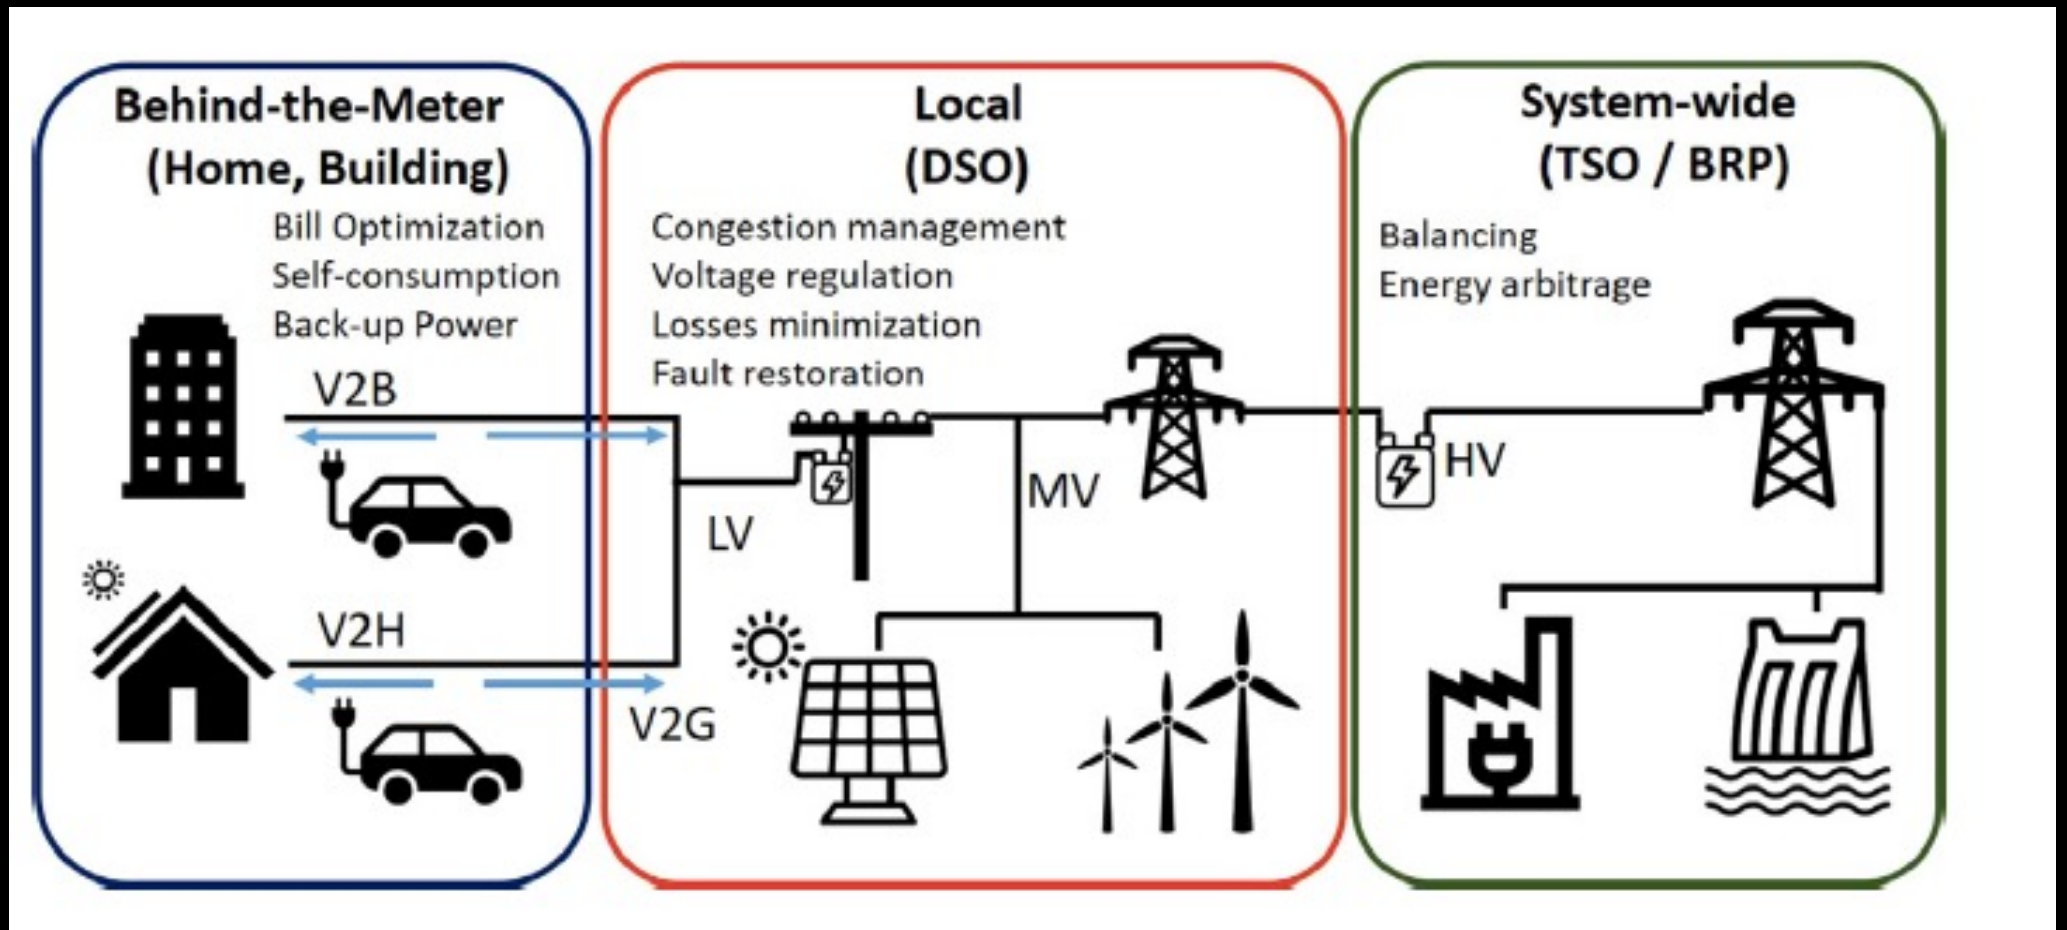 Behind-the-Meter
(Home, Building)
Bill Optimization
Self-consumption
Back-up Power
V2B
V2H
Local
(DSO)
Congestion management
Voltage regulation
Losses minimization
Fault restoration
LV
MV
V2G
System-wide
(TSO / BRP)
Balancing
Energy arbitrage
HV